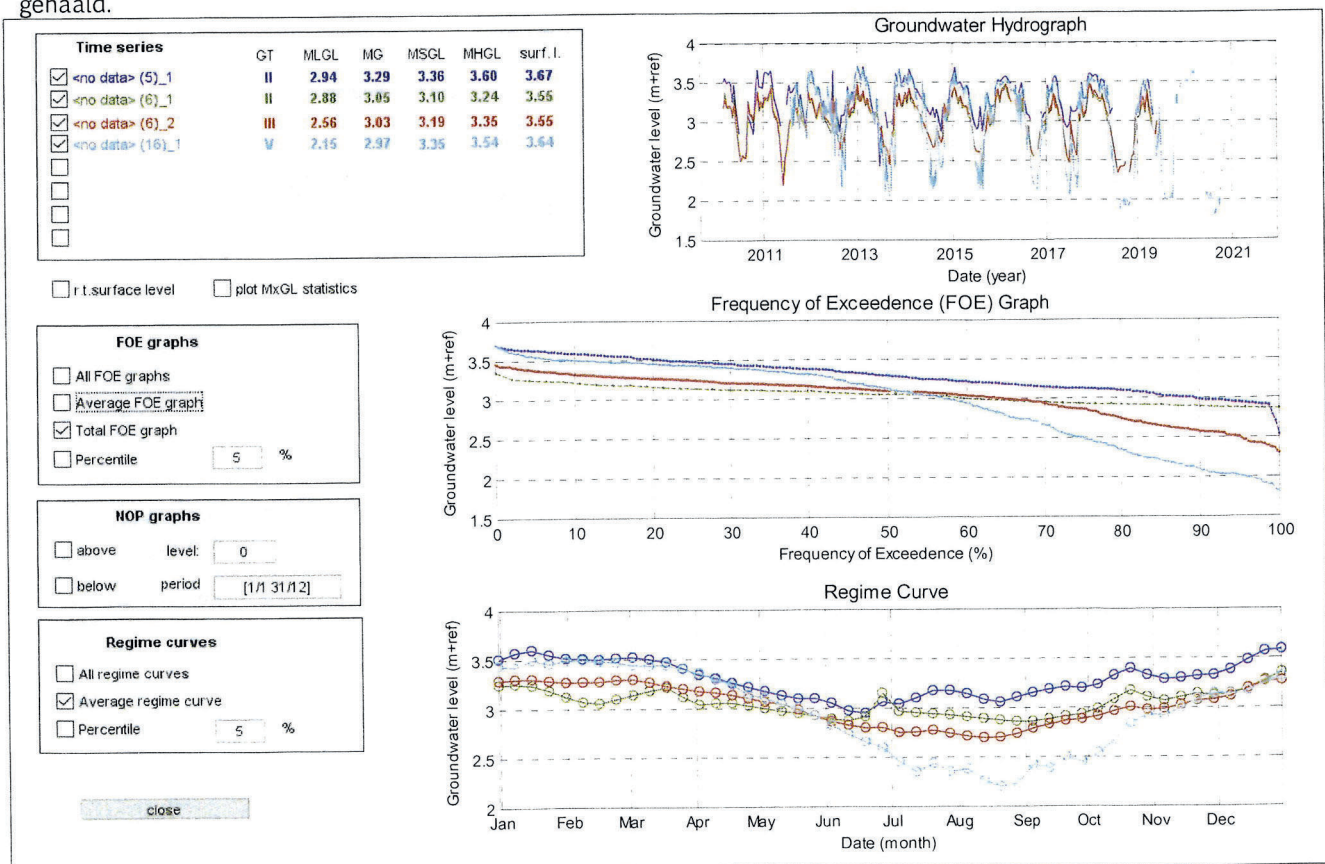 gehaald.
Time series GT MLGL MG MSGL MHGL surf. l.
<no data> (5)_1 II 2.94 3.29 3.36 3.60 3.67
<no data> (6)_1 II 2.88 3.05 3.10 3.24 3.55
<no data> (6)_2 III 2.56 3.03 3.19 3.35 3.55
<no data> (16)_1 V 2.15 2.97 3.35 3.54 3.64
r t.surface level plot MxGL statistics
FOE graphs
All FOE graphs
Average FOE graph
Total FOE graph
Percentile 5 %
NOP graphs
above level: 0
below period [1/1 31/12]
Regime curves
All regime curves
Average regime curve
Percentile 5 %
close
Groundwater Hydrograph
Groundwater level (m+ref)
4
3.5
3
2.5
2
1.5
2011 2013 2015 2017 2019 2021
Date (year)
Frequency of Exceedence (FOE) Graph
Groundwater level (m+ref)
4
3.5
3
2.5
2
1.5
0 10 20 30 40 50 60 70 80 90 100
Frequency of Exceedence (%)
Regime Curve
Groundwater level (m+ref)
4
3.5
3
2.5
2
Jan Feb Mar Apr May Jun Jul Aug Sep Oct Nov Dec
Date (month)